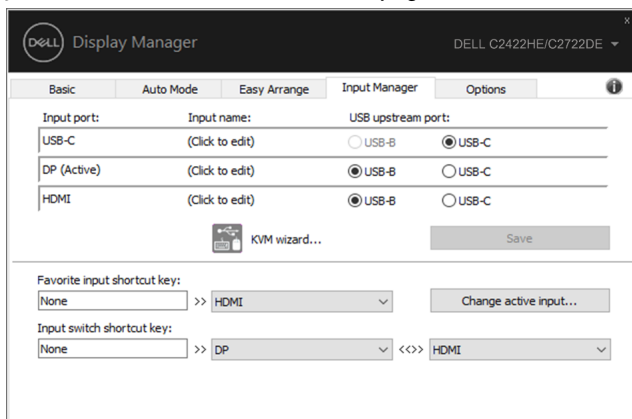 DELL Display Manager DELL C2422HE/C2722DE
x
Basic Auto Mode Easy Arrange Input Manager Options
Input port: Input name: USB upstream port:
USB-C (Click to edit) USB-B USB-C
DP (Active) (Click to edit) USB-B USB-C
HDMI (Click to edit) USB-B USB-C
KVM wizard... Save
Favorite input shortcut key:
None >> HDMI Change active input...
Input switch shortcut key:
None >> DP <<>> HDMI